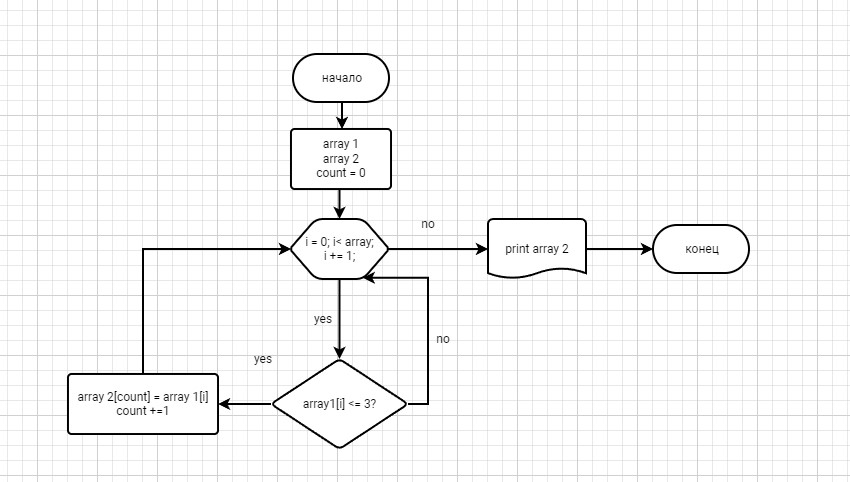 начало
array 1
array 2
count = 0
i = 0; i< array;
i += 1;
no
print array 2
конец
yes
no
yes
array 2[count] = array 1[i]
count +=1
array1[i] <= 3?